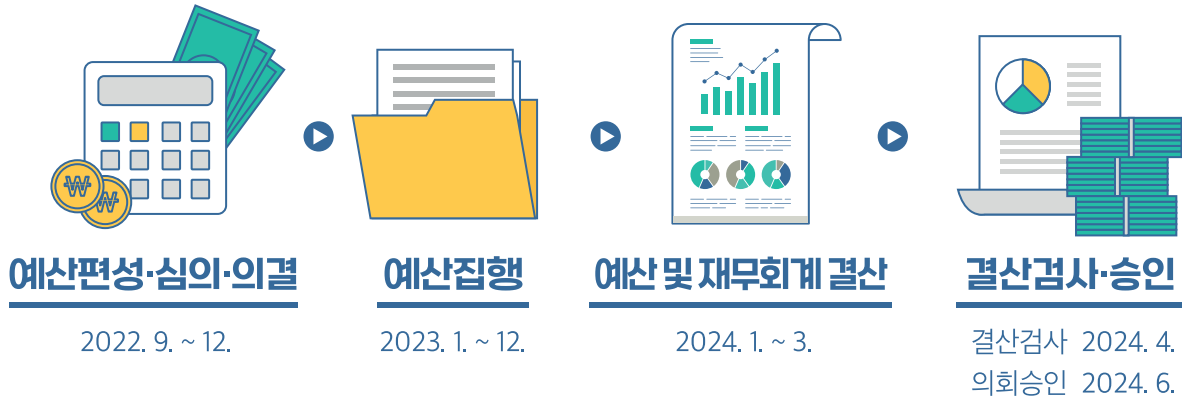 ₩
₩
예산편성·심의·의결
2022. 9. ~ 12.
예산집행
2023. 1. ~ 12.
예산 및 재무회계 결산
2024. 1. ~ 3.
결산검사·승인
결산검사 2024. 4.
의회승인 2024. 6.